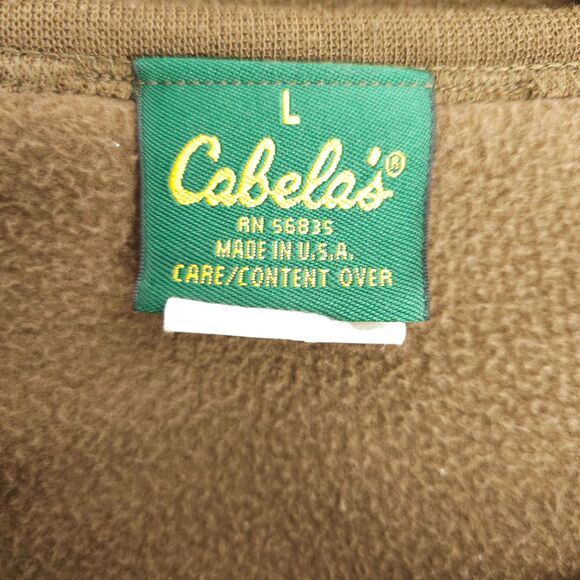 L
Cabela's®
RN 56835
MADE IN U.S.A.
CARE/CONTENT OVER